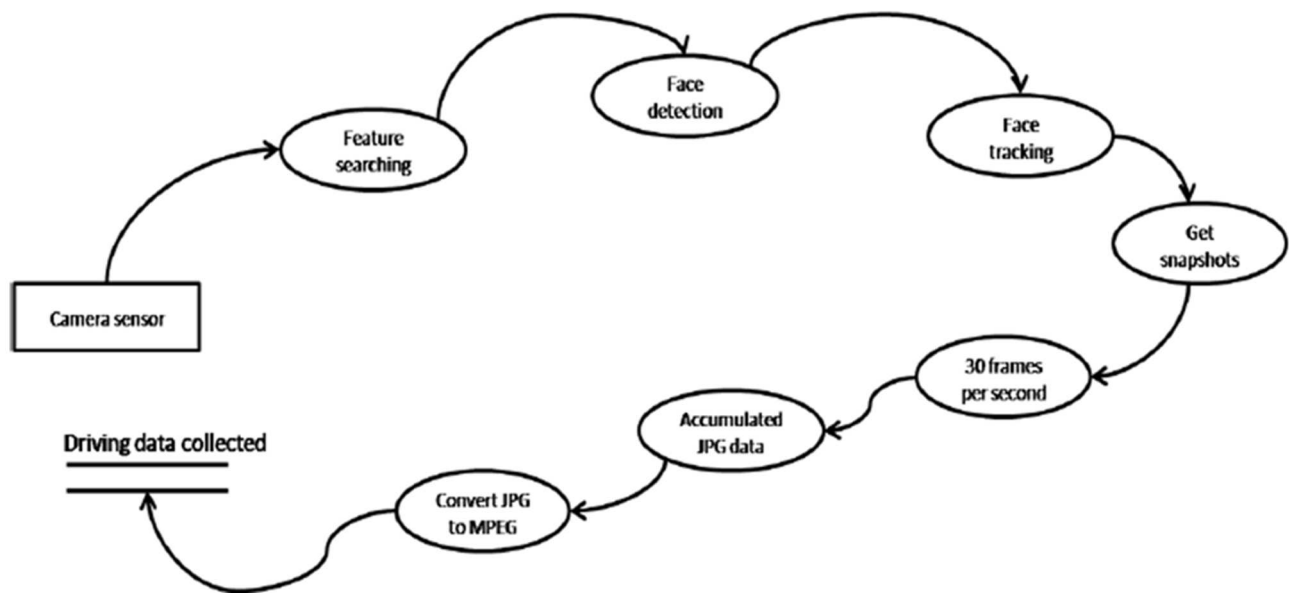 Camera sensor
Feature
searching
Face
detection
Face
tracking
Get
snapshots
30 frames
per second
Accumulated
JPG data
Convert JPG
to MPEG
Driving data collected